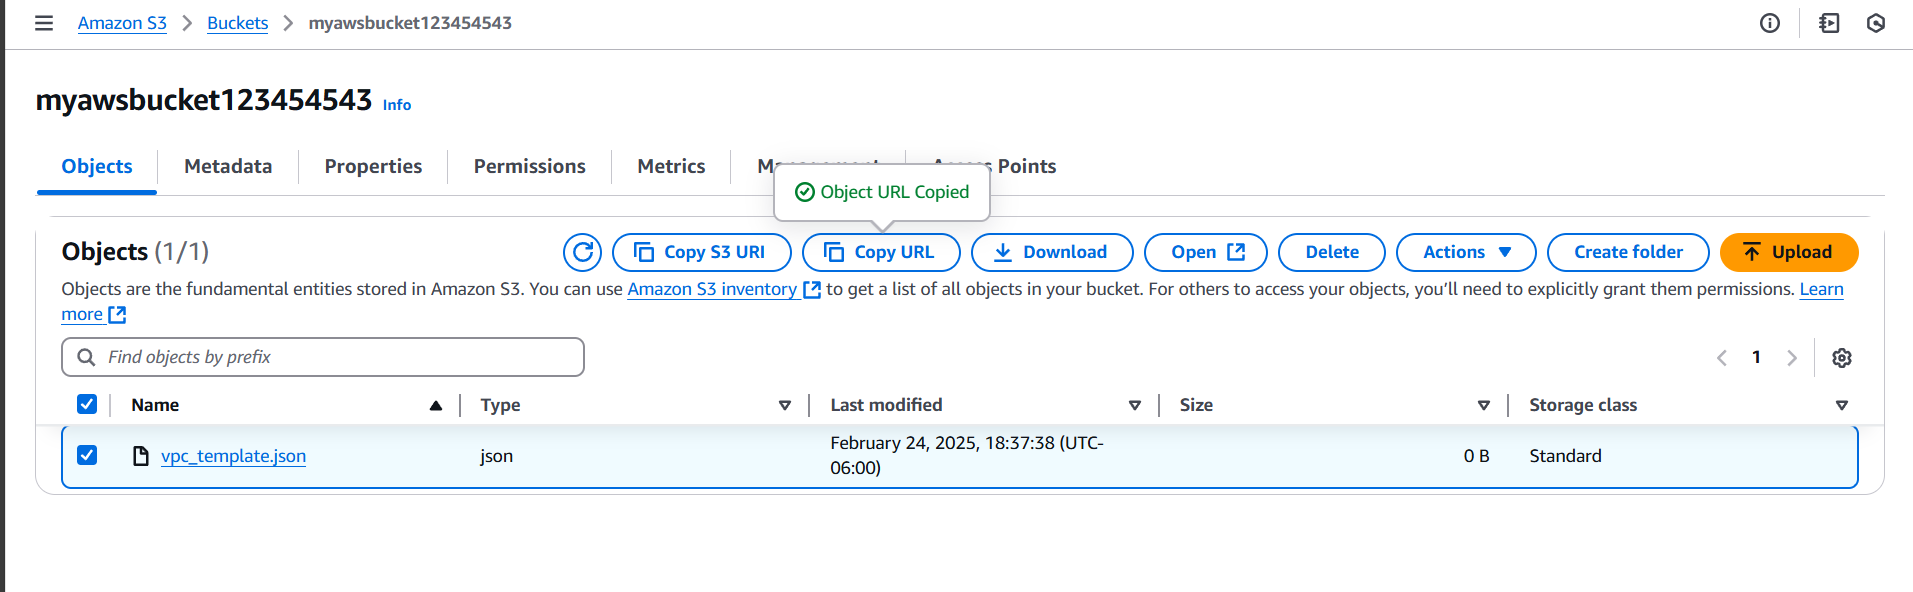 Amazon S3 > Buckets > myawsbucket123454543
myawsbucket123454543 Info
Objects Metadata Properties Permissions Metrics Points
Object URL Copied
Objects (1/1) Copy S3 URI Copy URL Download Open Delete Actions Create folder Upload
Objects are the fundamental entities stored in Amazon S3. You can use Amazon S3 inventory to get a list of all objects in your bucket. For others to access your objects, you’ll need to explicitly grant them permissions. Learn
more
Find objects by prefix
1
Name Type Last modified Size Storage class
vpc_template.json json February 24, 2025, 18:37:38 (UTC-
06:00) 0 B Standard